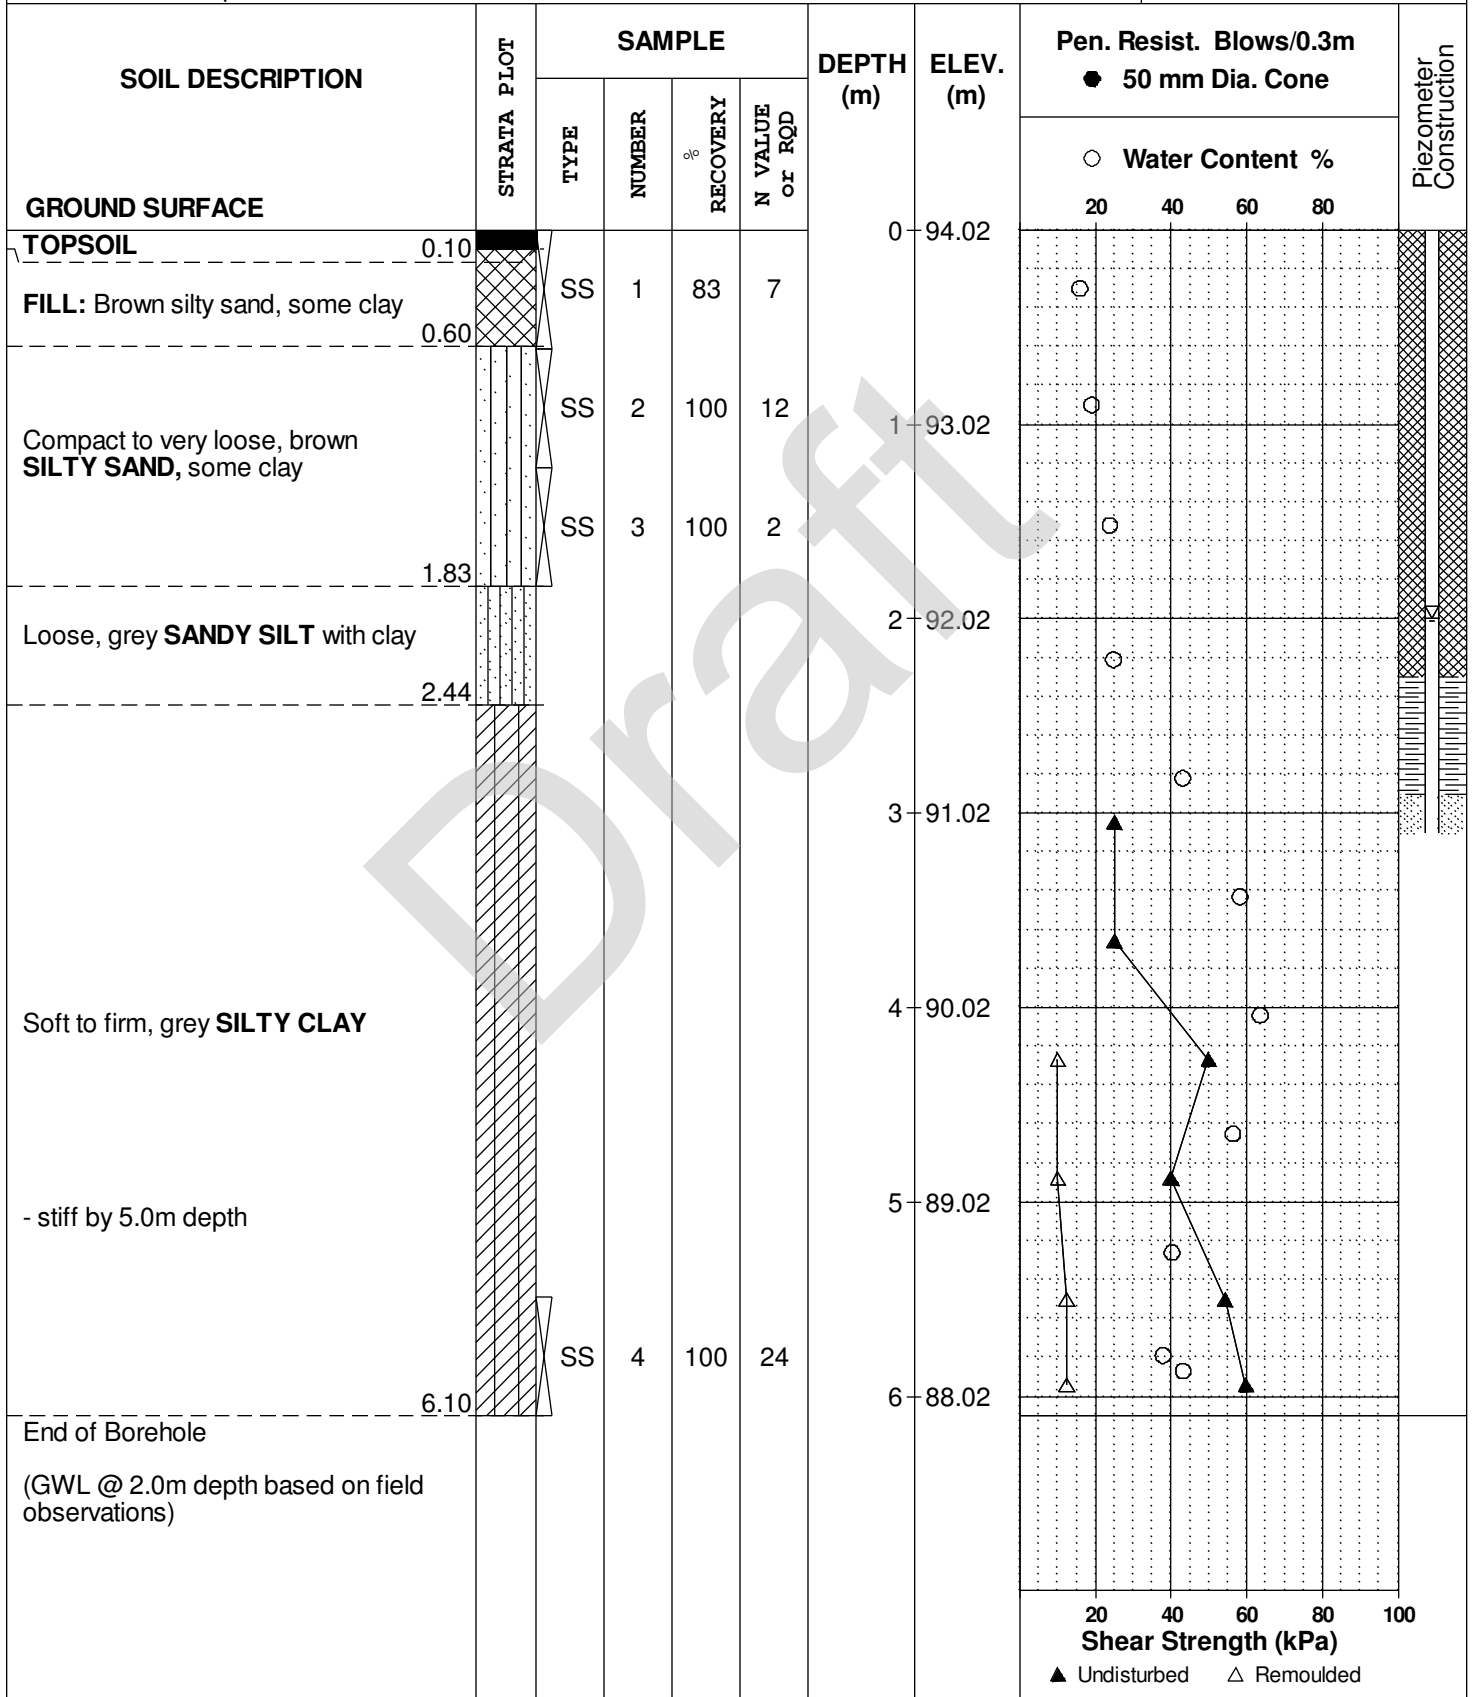 SOIL DESCRIPTION
GROUND SURFACE
STRATA PLOT
SAMPLE
TYPE
NUMBER
% RECOVERY
N VALUE or RQD
DEPTH (m)
ELEV. (m)
Pen. Resist. Blows/0.3m
● 50 mm Dia. Cone
○ Water Content %
20 40 60 80
Piezometer Construction
TOPSOIL 0.10
0 94.02
FILL: Brown silty sand, some clay
0.60
SS 1 83 7
Compact to very loose, brown
SILTY SAND, some clay
SS 2 100 12
1 93.02
SS 3 100 2
1.83
2 92.02
Loose, grey SANDY SILT with clay
2.44
3 91.02
Soft to firm, grey SILTY CLAY
4 90.02
- stiff by 5.0m depth
5 89.02
SS 4 100 24
6.10
6 88.02
End of Borehole
(GWL @ 2.0m depth based on field
observations)
20 40 60 80 100
Shear Strength (kPa)
▲ Undisturbed △ Remoulded
Draft